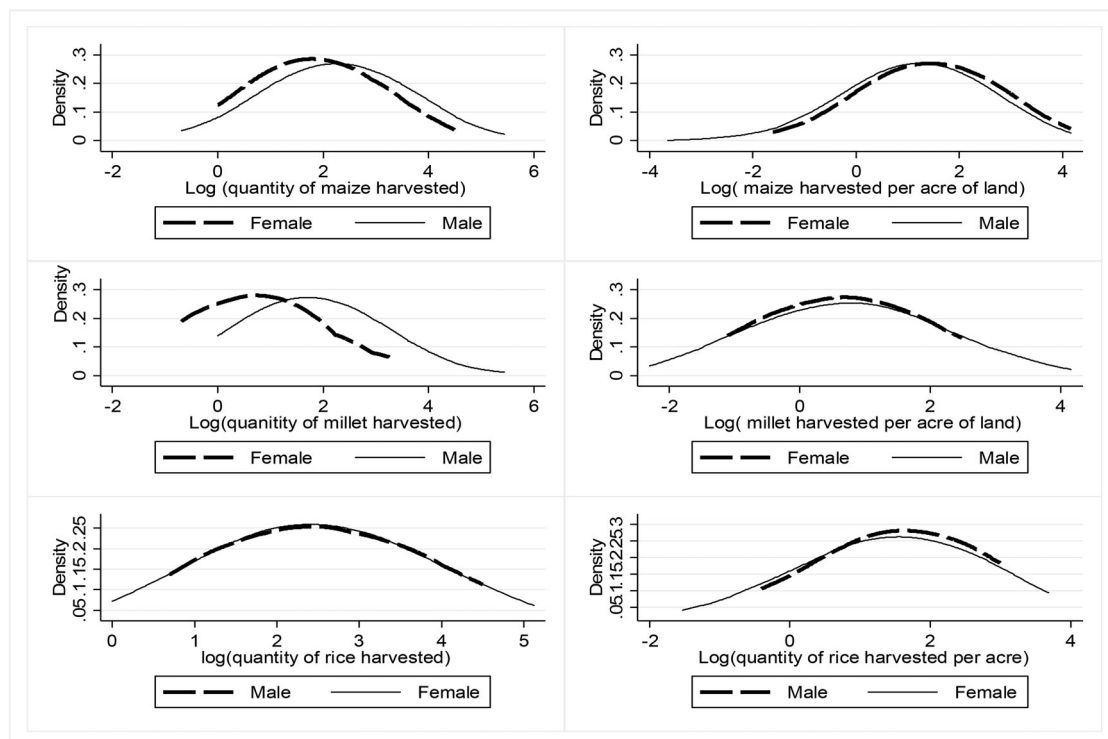 Density
.3
.2
.1
0
-2 0 2 4 6
Log (quantity of maize harvested)
Female Male
Density
.3
.2
.1
0
-4 -2 0 2 4
Log( maize harvested per acre of land)
Female Male
Density
.3
.2
.1
0
-2 0 2 4 6
Log(quanitity of millet harvested)
Female Male
Density
.3
.2
.1
0
-2 0 2 4
Log( millet harvested per acre of land)
Female Male
Density
.05.1.15.2.25
0 1 2 3 4 5
log(quantity of rice harvested)
Male Female
Density
.05.1.15.2.25.3
-2 0 2 4
Log(quantity of rice harvested per acre)
Male Female